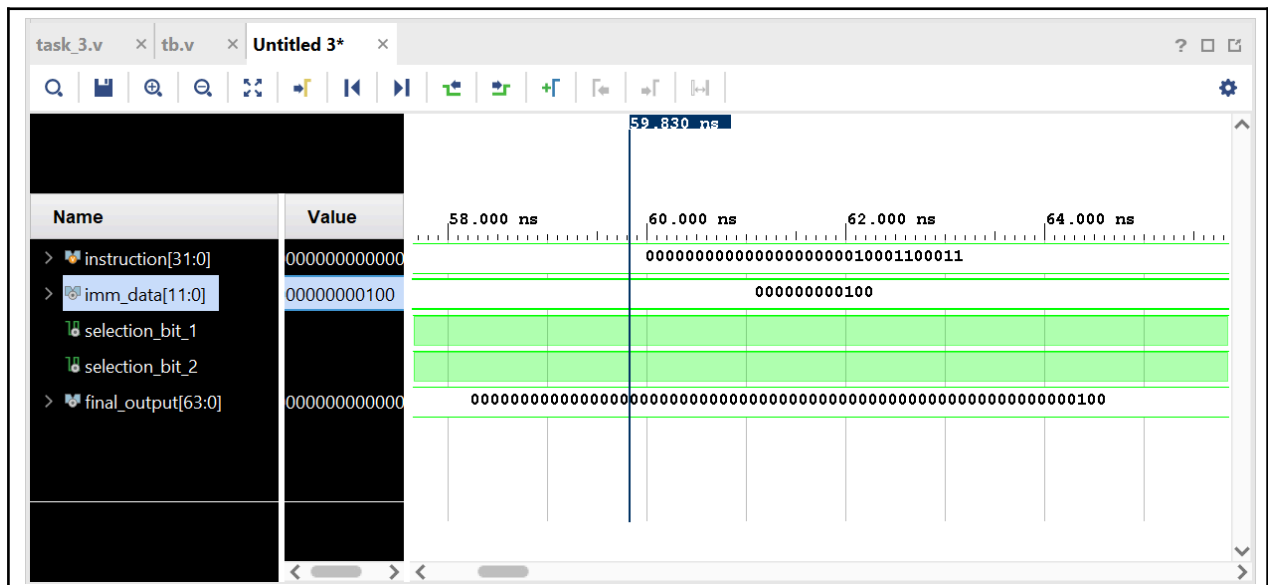 task_3.v × tb.v × Untitled 3* ×
?
59.830 ns
Name Value 58.000 ns 60.000 ns 62.000 ns 64.000 ns
instruction[31:0] 000000000000 00000000000000000000010001100011
imm_data[11:0] 00000000100 000000000100
selection_bit_1
selection_bit_2
final_output[63:0] 000000000000 0000000000000000000000000000000000000000000000000000000000000100